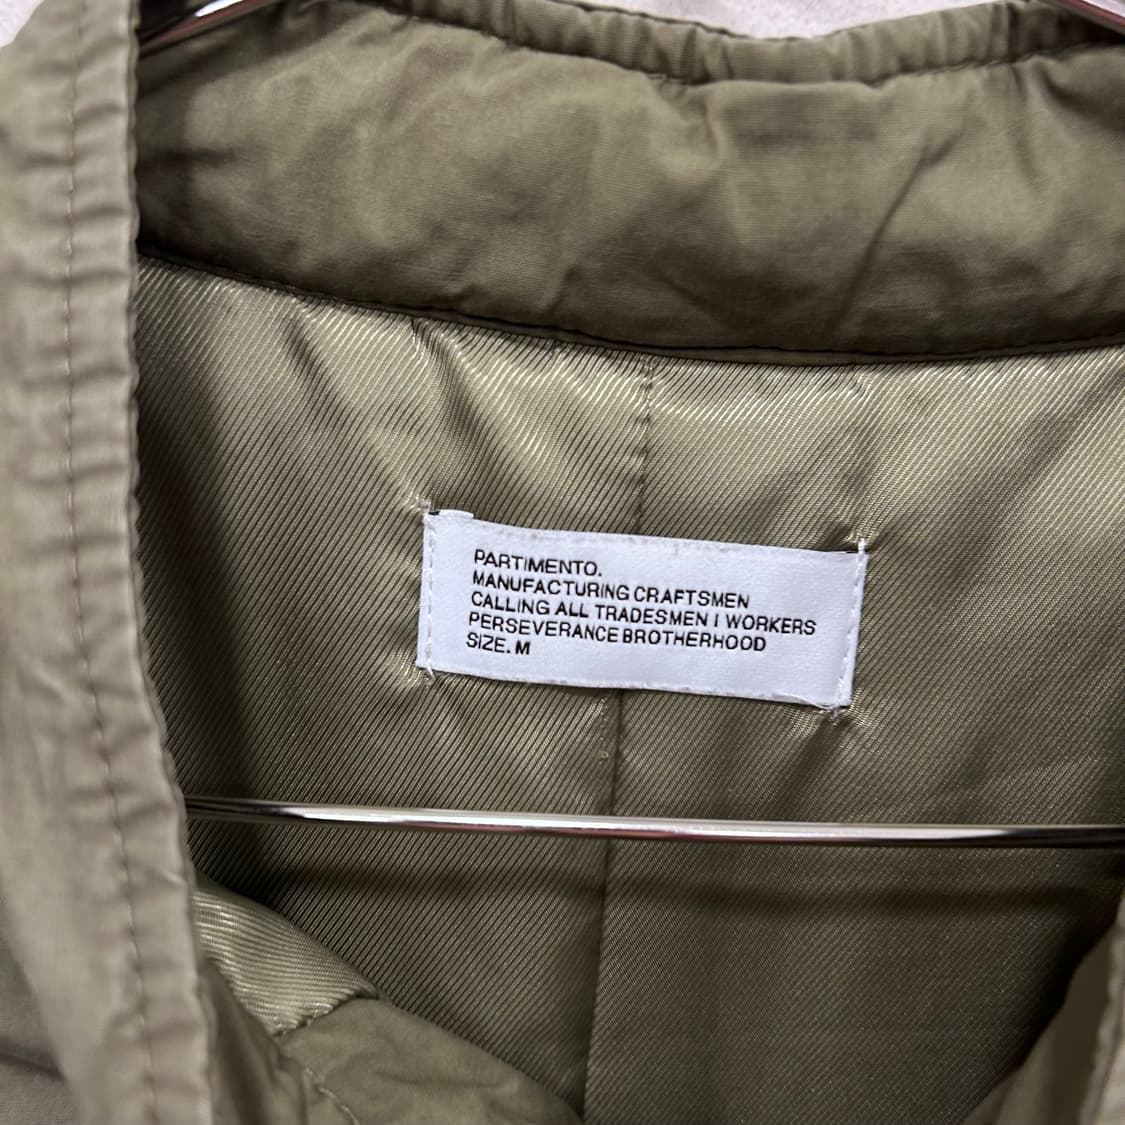 PARTIMENTO.
MANUFACTURING CRAFTSMEN
CALLING ALL TRADESMEN I WORKERS
PERSEVERANCE BROTHERHOOD
SIZE. M